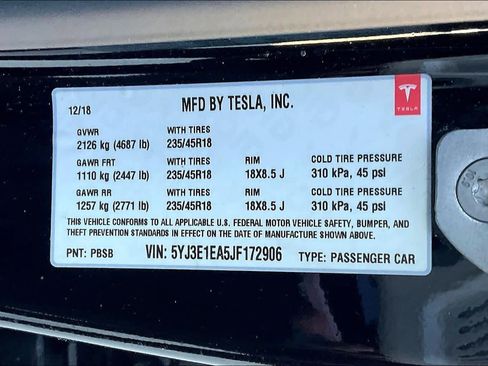 12/18 MFD BY TESLA, INC. TESLA
GVWR WITH TIRES
2126 kg (4687 lb) 235/45R18
GAWR FRT WITH TIRES RIM COLD TIRE PRESSURE
1110 kg (2447 lb) 235/45R18 18X8.5 J 310 kPa, 45 psi
GAWR RR WITH TIRES RIM COLD TIRE PRESSURE
1257 kg (2771 lb) 235/45R18 18X8.5 J 310 kPa, 45 psi
THIS VEHICLE CONFORMS TO ALL APPLICABLE U.S. FEDERAL MOTOR VEHICLE SAFETY, BUMPER, AND
THEFT PREVENTION STANDARDS IN EFFECT ON THE DATE OF MANUFACTURE SHOWN ABOVE.
PNT: PBSB VIN: 5YJ3E1EA5JF172906 TYPE: PASSENGER CAR